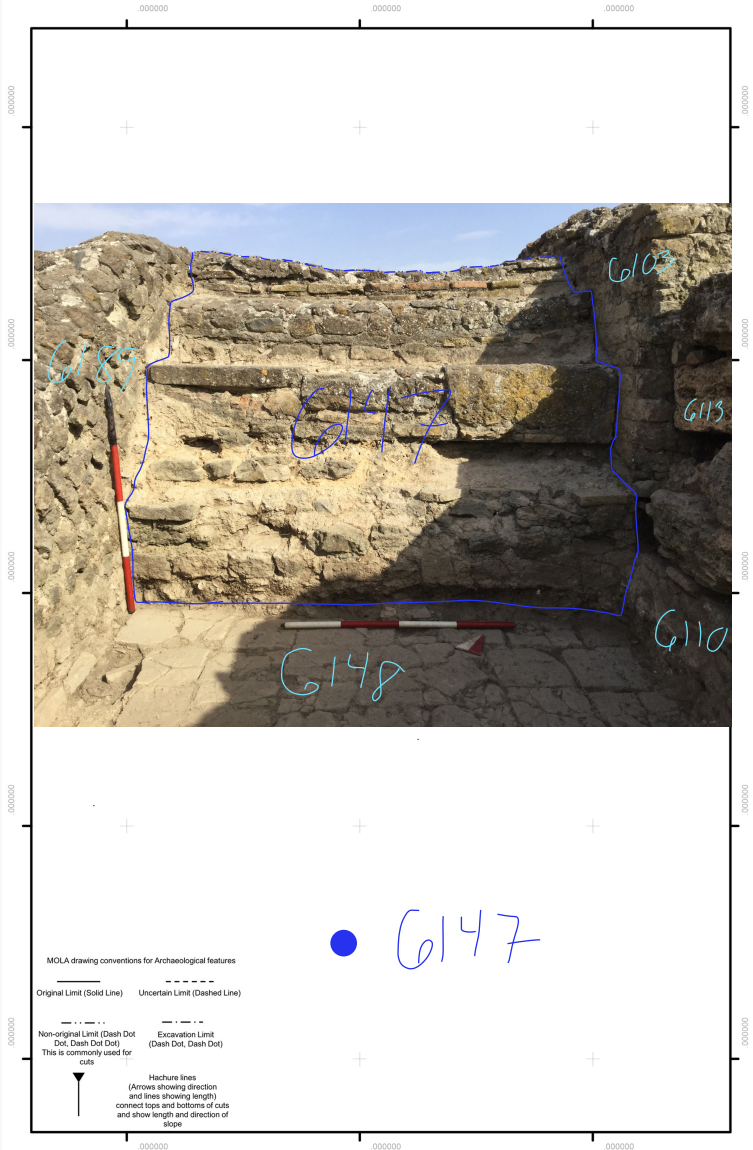 .000000
.000000
.000000
.000000
.000000
.000000
.000000
6103
6189
6147
6113
.000000
.000000
6110
6148
.000000
.000000
6147
MOLA drawing conventions for Archaeological features
Original Limit (Solid Line)
Uncertain Limit (Dashed Line)
Non-original Limit (Dash Dot
Dot, Dash Dot Dot)
This is commonly used for
cuts
Excavation Limit
(Dash Dot, Dash Dot)
.000000
.000000
Hachure lines
(Arrows showing direction
and lines showing length)
connect tops and bottoms of cuts
and show length and direction of
slope
.000000
.000000
.000000